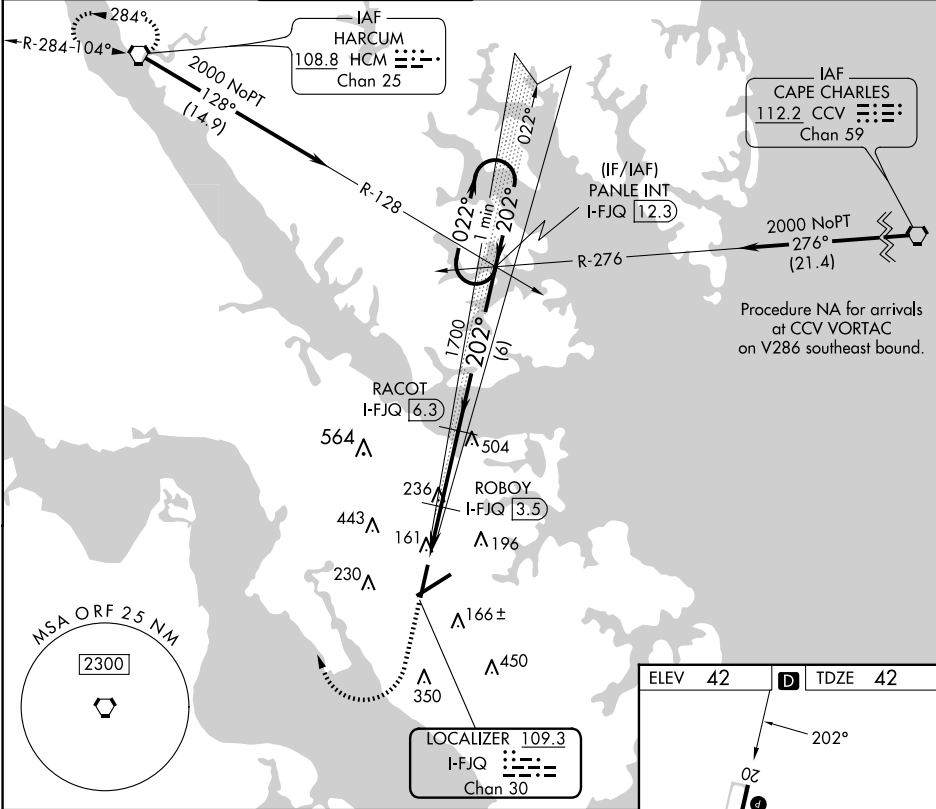 284°
R-284
104°
IAF
HARCUM
108.8 HCM
Chan 25
2000 NoPT
128°
(14.9)
R-128
022°
IAF
CAPE CHARLES
112.2 CCV
Chan 59
(IF/IAF)
PANLE INT
I-FJQ 12.3
022°
1 min
202°
2000 NoPT
276°
(21.4)
R-276
Procedure NA for arrivals
at CCV VORTAC
on V286 southeast bound.
1700
202°
(6)
RACOT
I-FJQ 6.3
564
504
236
ROBOY
I-FJQ 3.5
443
161
196
230
166±
450
350
MSA ORF 25 NM
2300
LOCALIZER 109.3
I-FJQ
Chan 30
ELEV 42
D
TDZE 42
202°
20
P